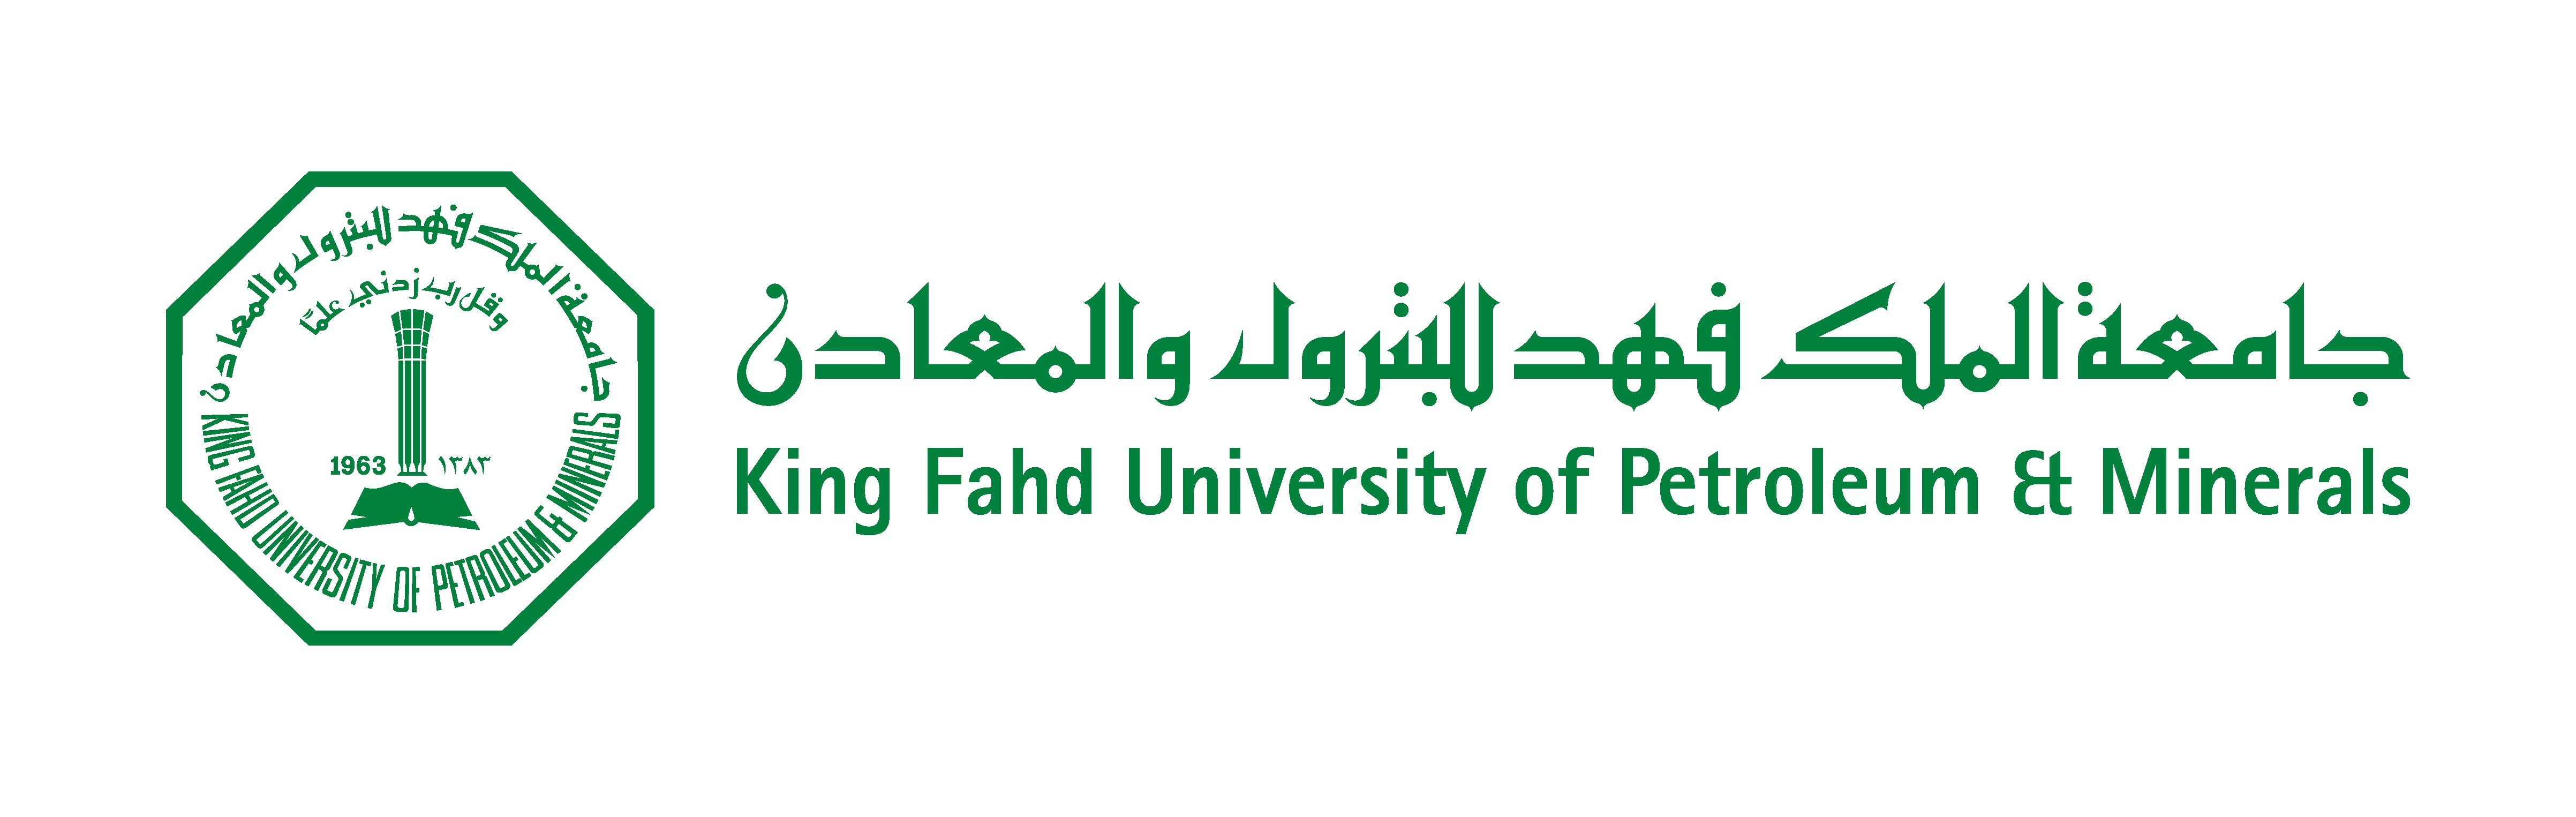 جامعة الملك فهد للبترول والمعادن
وقل رب زدني علمًا
1963 ١٣٨٣
KING FAHD UNIVERSITY OF PETROLEUM & MINERALS
جامعة الملك فهد للبترول والمعادن
King Fahd University of Petroleum & Minerals